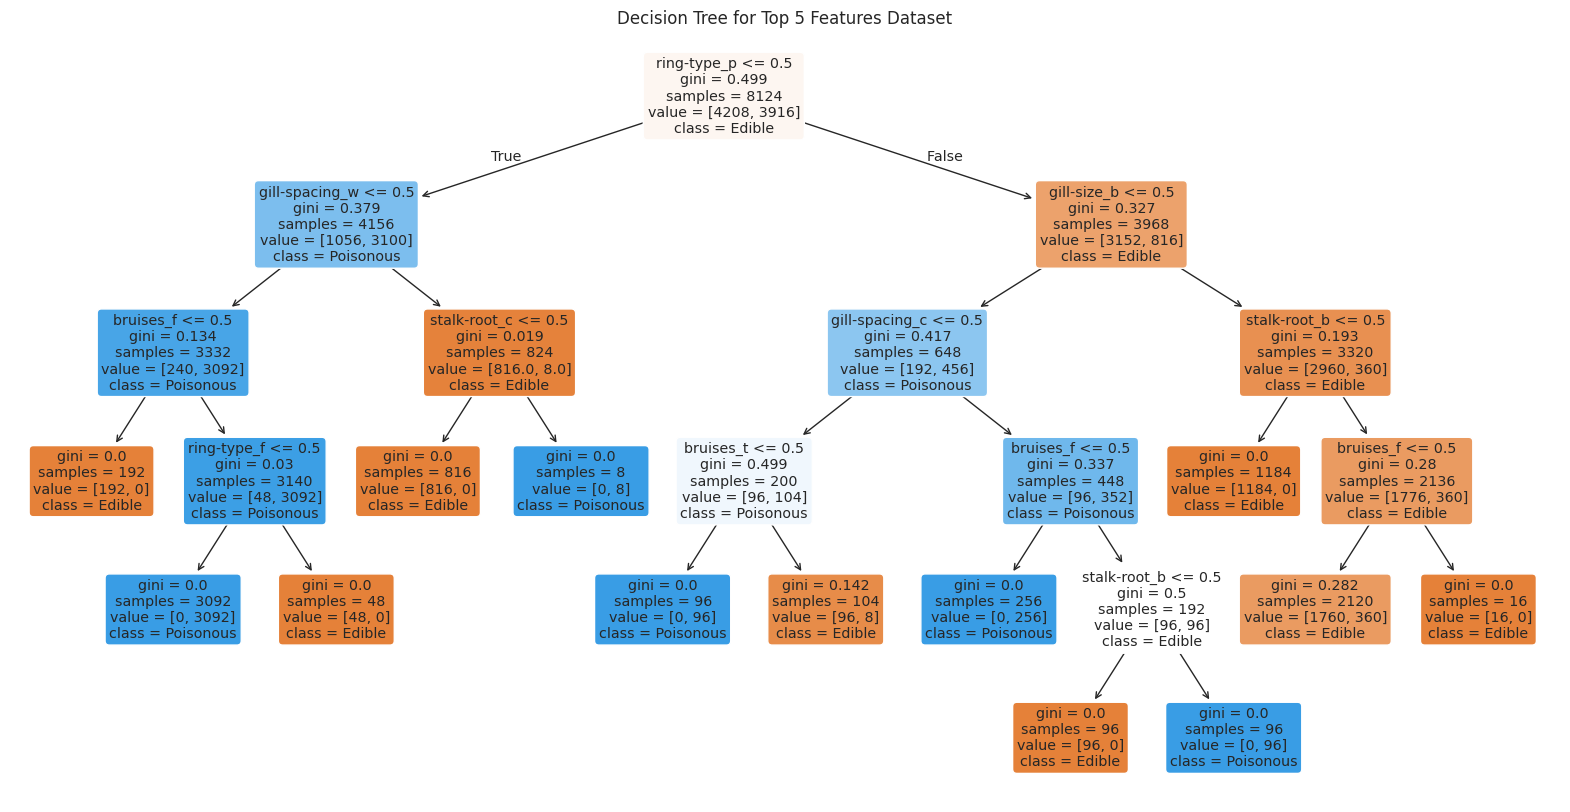 Decision Tree for Top 5 Features Dataset
ring-type_p <= 0.5
gini = 0.499
samples = 8124
value = [4208, 3916]
class = Edible
True
False
gill-spacing_w <= 0.5
gini = 0.379
samples = 4156
value = [1056, 3100]
class = Poisonous
gill-size_b <= 0.5
gini = 0.327
samples = 3968
value = [3152, 816]
class = Edible
bruises_f <= 0.5
gini = 0.134
samples = 3332
value = [240, 3092]
class = Poisonous
stalk-root_c <= 0.5
gini = 0.019
samples = 824
value = [816.0, 8.0]
class = Edible
gill-spacing_c <= 0.5
gini = 0.417
samples = 648
value = [192, 456]
class = Poisonous
stalk-root_b <= 0.5
gini = 0.193
samples = 3320
value = [2960, 360]
class = Edible
gini = 0.0
samples = 192
value = [192, 0]
class = Edible
ring-type_f <= 0.5
gini = 0.03
samples = 3140
value = [48, 3092]
class = Poisonous
gini = 0.0
samples = 816
value = [816, 0]
class = Edible
gini = 0.0
samples = 8
value = [0, 8]
class = Poisonous
bruises_t <= 0.5
gini = 0.499
samples = 200
value = [96, 104]
class = Poisonous
bruises_f <= 0.5
gini = 0.337
samples = 448
value = [96, 352]
class = Poisonous
gini = 0.0
samples = 1184
value = [1184, 0]
class = Edible
bruises_f <= 0.5
gini = 0.28
samples = 2136
value = [1776, 360]
class = Edible
gini = 0.0
samples = 3092
value = [0, 3092]
class = Poisonous
gini = 0.0
samples = 48
value = [48, 0]
class = Edible
gini = 0.0
samples = 96
value = [0, 96]
class = Poisonous
gini = 0.142
samples = 104
value = [96, 8]
class = Edible
gini = 0.0
samples = 256
value = [0, 256]
class = Poisonous
stalk-root_b <= 0.5
gini = 0.5
samples = 192
value = [96, 96]
class = Edible
gini = 0.282
samples = 2120
value = [1760, 360]
class = Edible
gini = 0.0
samples = 16
value = [16, 0]
class = Edible
gini = 0.0
samples = 96
value = [96, 0]
class = Edible
gini = 0.0
samples = 96
value = [0, 96]
class = Poisonous